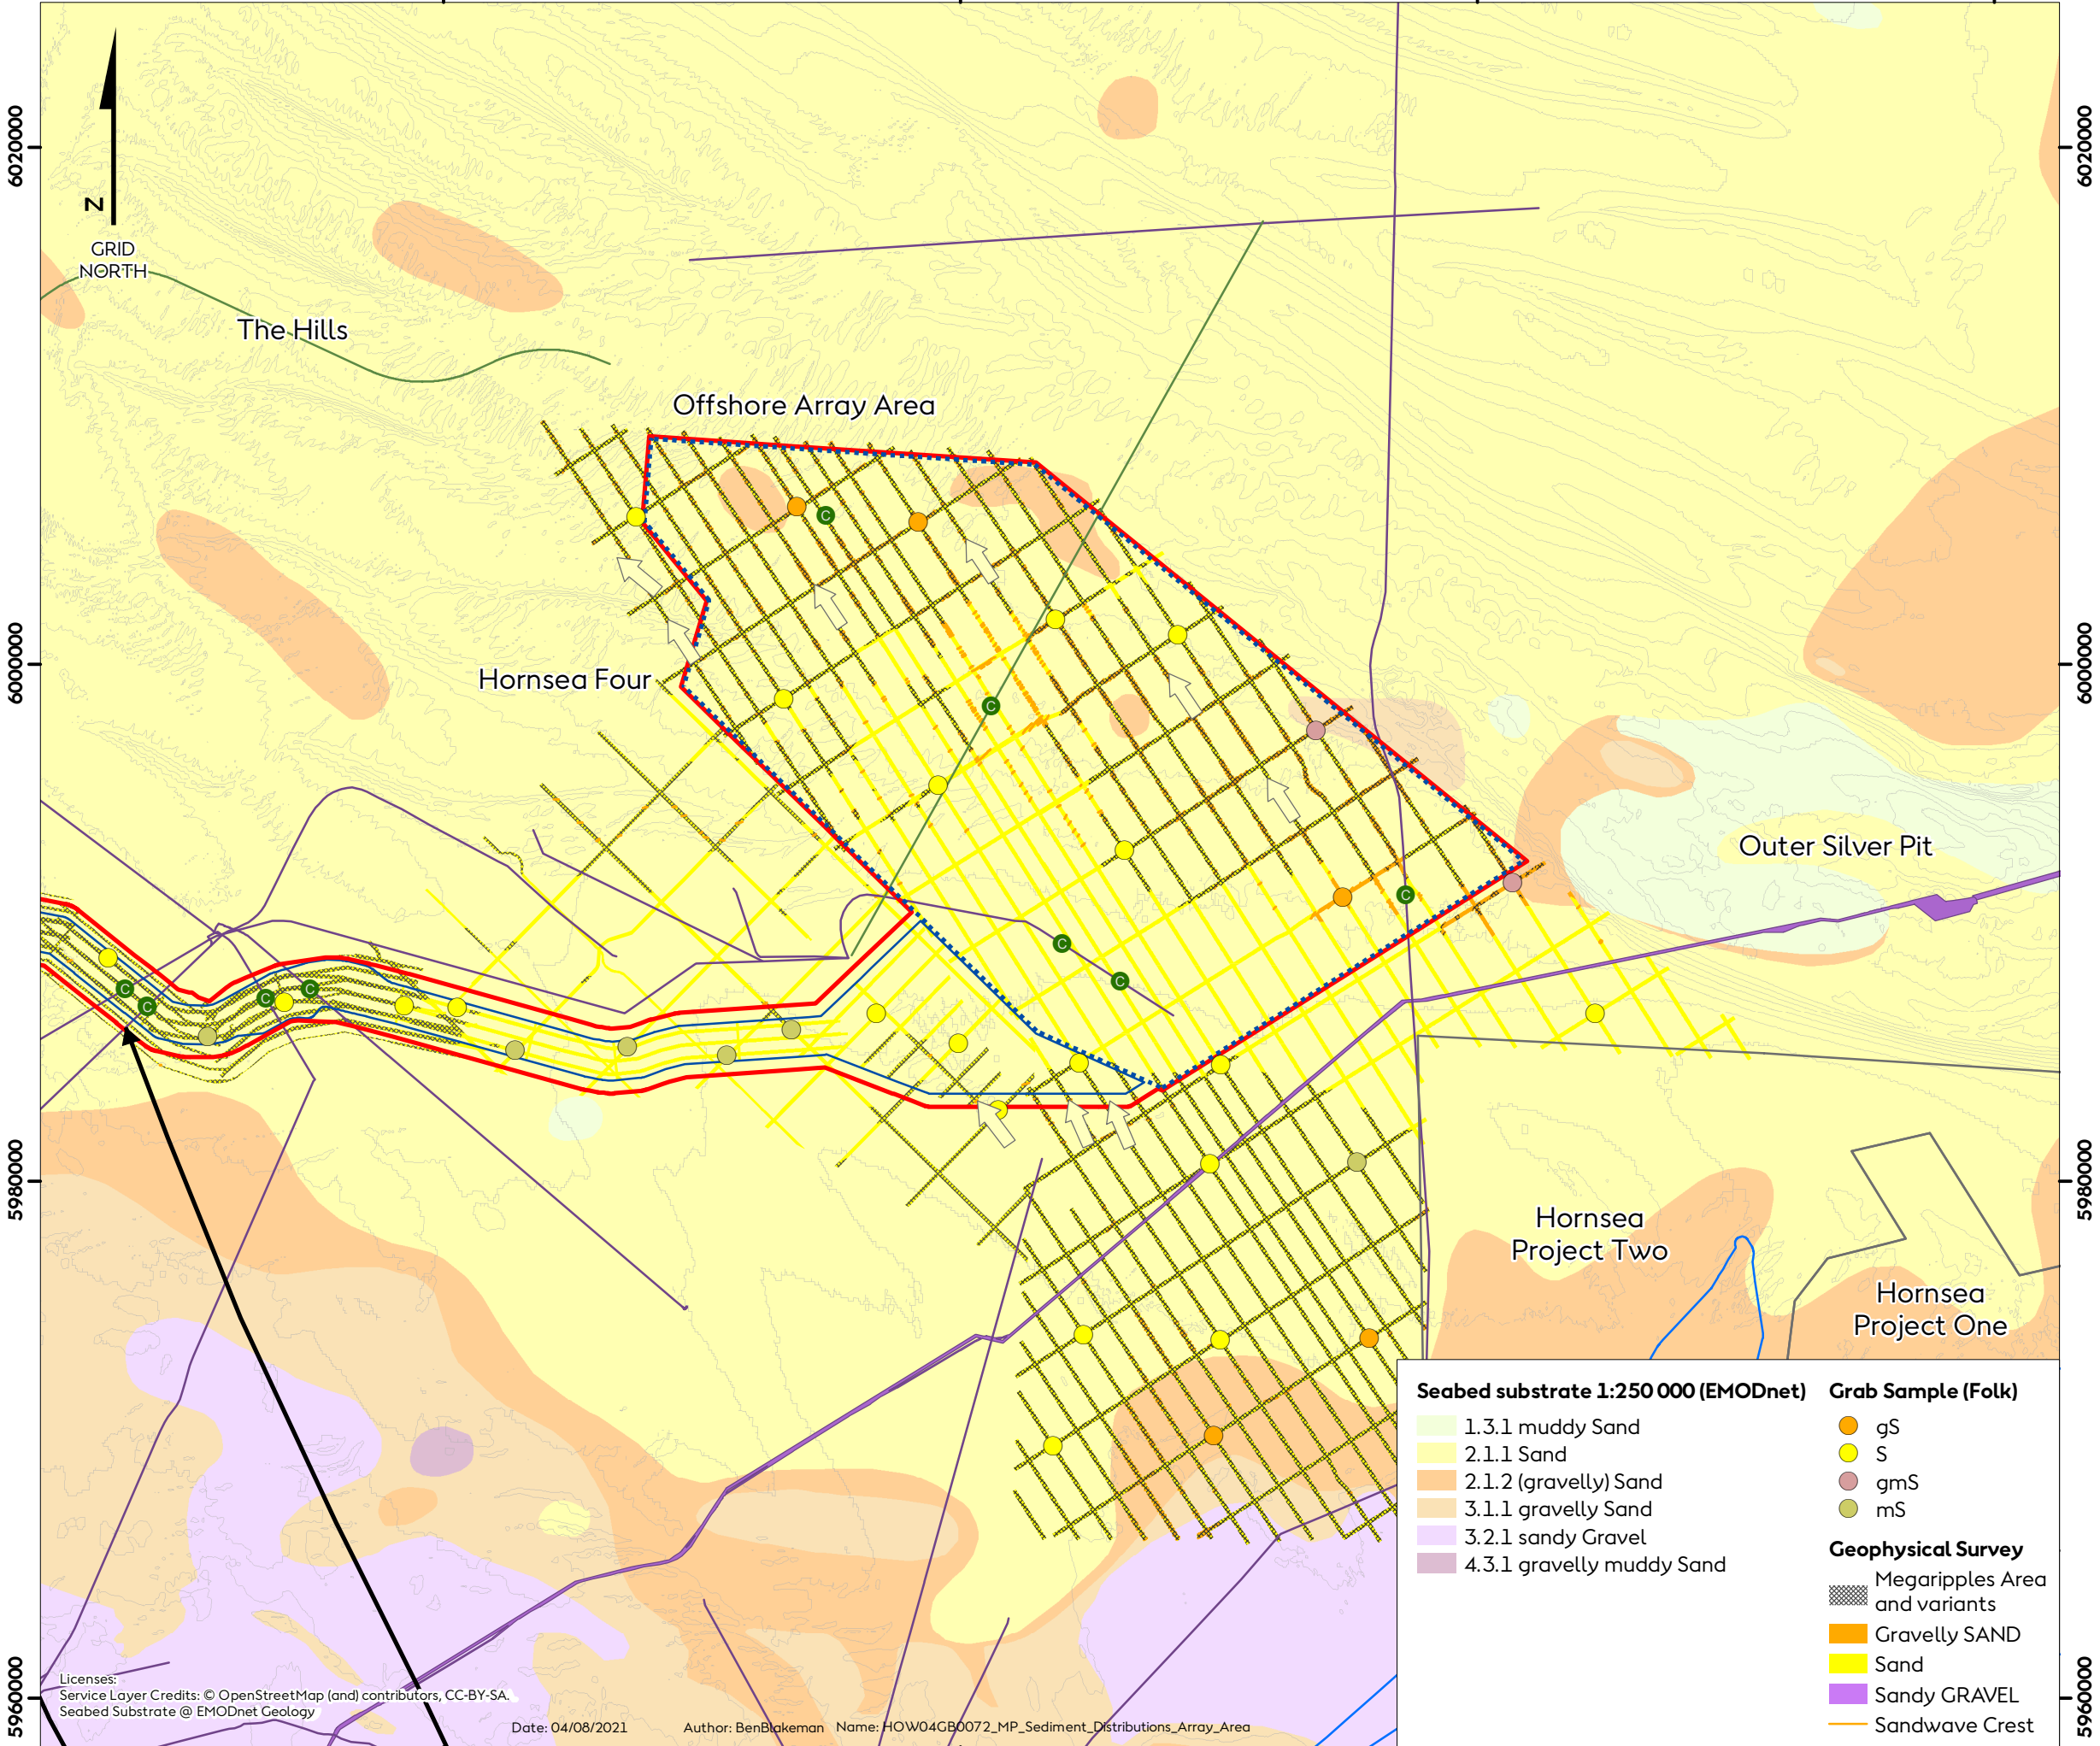 6020000
6020000
N
GRID
NORTH
The Hills
Offshore Array Area
C
6000000
6000000
Hornsea Four
C
Outer Silver Pit
C
C
C
C
C
C
C
5980000
5980000
Hornsea
Project Two
Hornsea
Project One
Seabed substrate 1:250 000 (EMODnet)
1.3.1 muddy Sand
2.1.1 Sand
2.1.2 (gravelly) Sand
3.1.1 gravelly Sand
3.2.1 sandy Gravel
4.3.1 gravelly muddy Sand
Grab Sample (Folk)
gS
S
gmS
mS
Geophysical Survey
Megaripples Area
and variants
Gravelly SAND
Sand
Sandy GRAVEL
Sandwave Crest
5960000
5960000
Licenses:
Service Layer Credits: © OpenStreetMap (and) contributors, CC-BY-SA.
Seabed Substrate @ EMODnet Geology
Date: 04/08/2021 Author: BenBlakeman Name: HOW04GB0072_MP_Sediment_Distributions_Array_Area